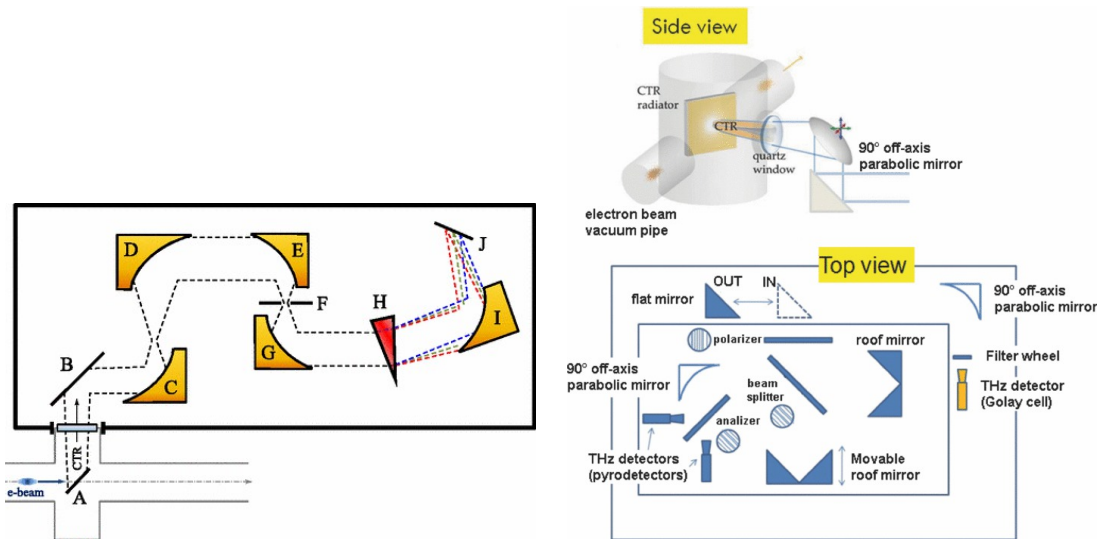 D
E
F
H
J
I
B
C
G
CTR
A
e-beam
Side view
CTR
radiator
CTR
quartz
window
90° off-axis
parabolic mirror
electron beam
vacuum pipe
Top view
OUT
IN
flat mirror
90° off-axis
parabolic mirror
polarizer
roof mirror
Filter wheel
90° off-axis
parabolic mirror
beam
splitter
THz detector
(Golay cell)
analizer
THz detectors
(pyrodetectors)
Movable
roof mirror